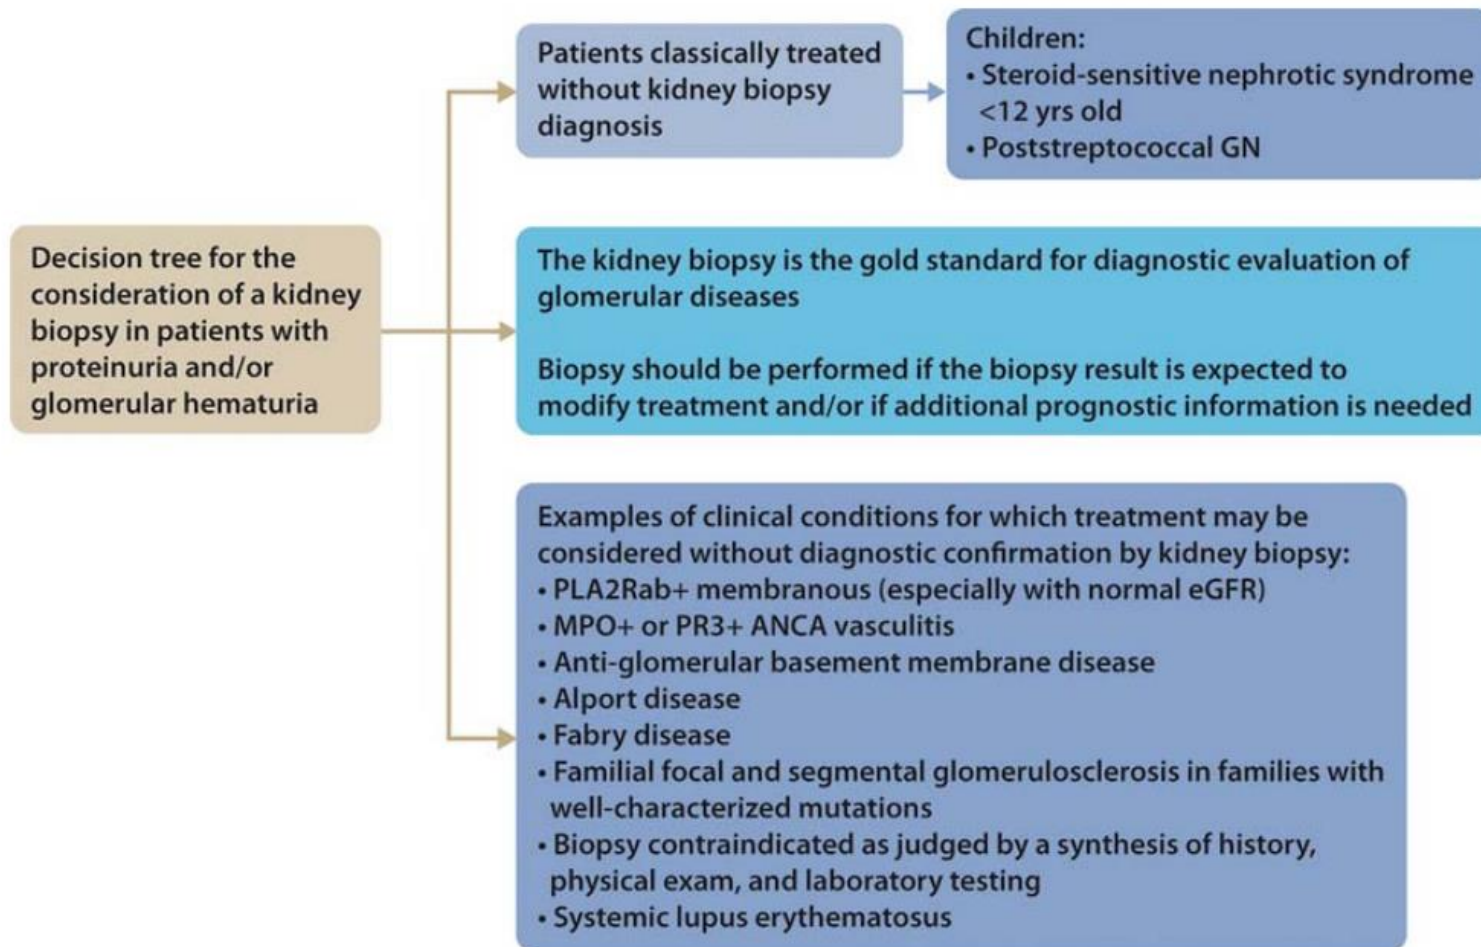 Patients classically treated
without kidney biopsy
diagnosis
Children:
• Steroid-sensitive nephrotic syndrome
<12 yrs old
• Poststreptococcal GN
Decision tree for the
consideration of a kidney
biopsy in patients with
proteinuria and/or
glomerular hematuria
The kidney biopsy is the gold standard for diagnostic evaluation of
glomerular diseases
Biopsy should be performed if the biopsy result is expected to
modify treatment and/or if additional prognostic information is needed
Examples of clinical conditions for which treatment may be
considered without diagnostic confirmation by kidney biopsy:
• PLA2Rab+ membranous (especially with normal eGFR)
• MPO+ or PR3+ ANCA vasculitis
• Anti-glomerular basement membrane disease
• Alport disease
• Fabry disease
• Familial focal and segmental glomerulosclerosis in families with
well-characterized mutations
• Biopsy contraindicated as judged by a synthesis of history,
physical exam, and laboratory testing
• Systemic lupus erythematosus